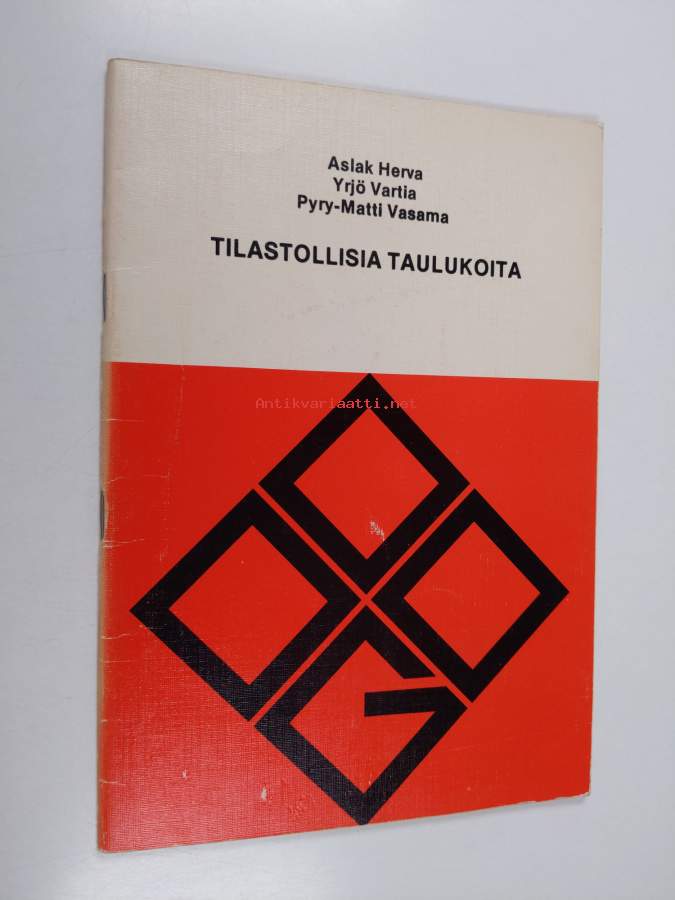 Aslak Herva
Yrjö Vartia
Pyry-Matti Vasama
TILASTOLLISIA TAULUKOITA
Antikvariaatti.net